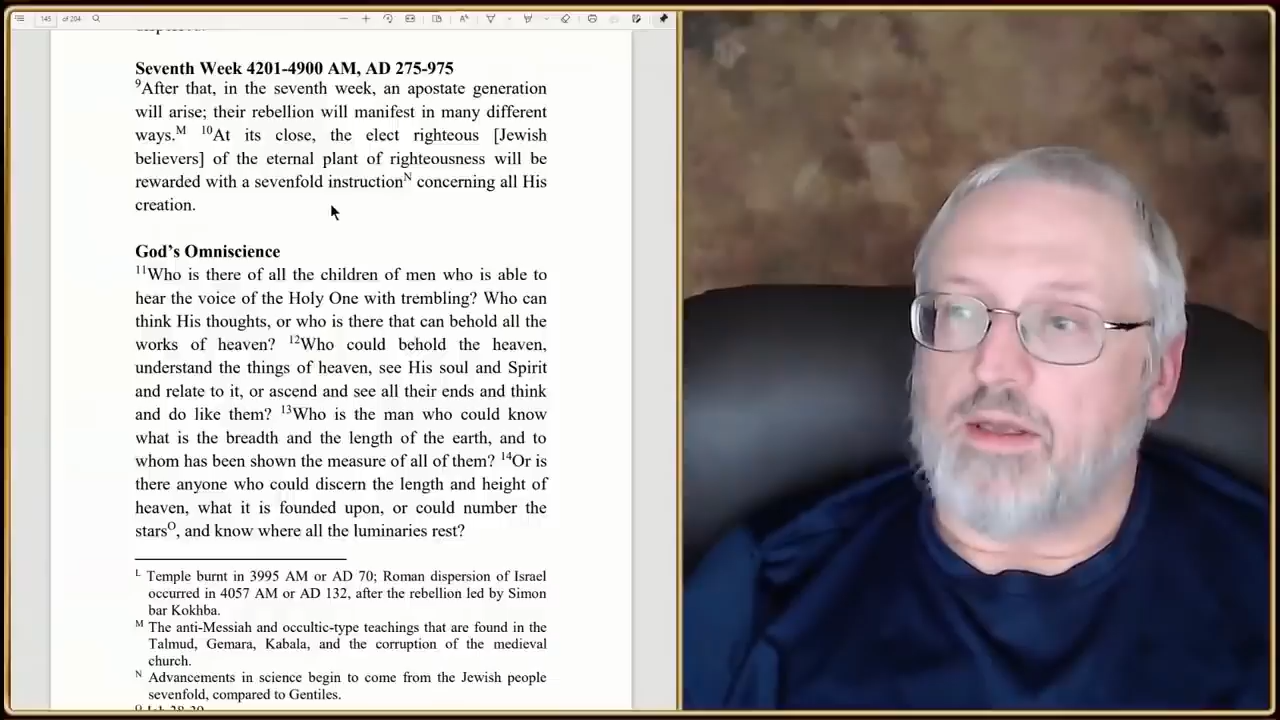 145 of 204
Seventh Week 4201-4900 AM, AD 275-975
9After that, in the seventh week, an apostate generation
will arise; their rebellion will manifest in many different
ways.M 10At its close, the elect righteous [Jewish
believers] of the eternal plant of righteousness will be
rewarded with a sevenfold instructionN concerning all His
creation.
God's Omniscience
11Who is there of all the children of men who is able to
hear the voice of the Holy One with trembling? Who can
think His thoughts, or who is there that can behold all the
works of heaven? 12Who could behold the heaven,
understand the things of heaven, see His soul and Spirit
and relate to it, or ascend and see all their ends and think
and do like them? 13Who is the man who could know
what is the breadth and the length of the earth, and to
whom has been shown the measure of all of them? 14Or is
there anyone who could discern the length and height of
heaven, what it is founded upon, or could number the
starsO, and know where all the luminaries rest?
L Temple burnt in 3995 AM or AD 70; Roman dispersion of Israel
occurred in 4057 AM or AD 132, after the rebellion led by Simon
bar Kokhba.
M The anti-Messiah and occultic-type teachings that are found in the
Talmud, Gemara, Kabala, and the corruption of the medieval
church.
N Advancements in science begin to come from the Jewish people
sevenfold, compared to Gentiles.